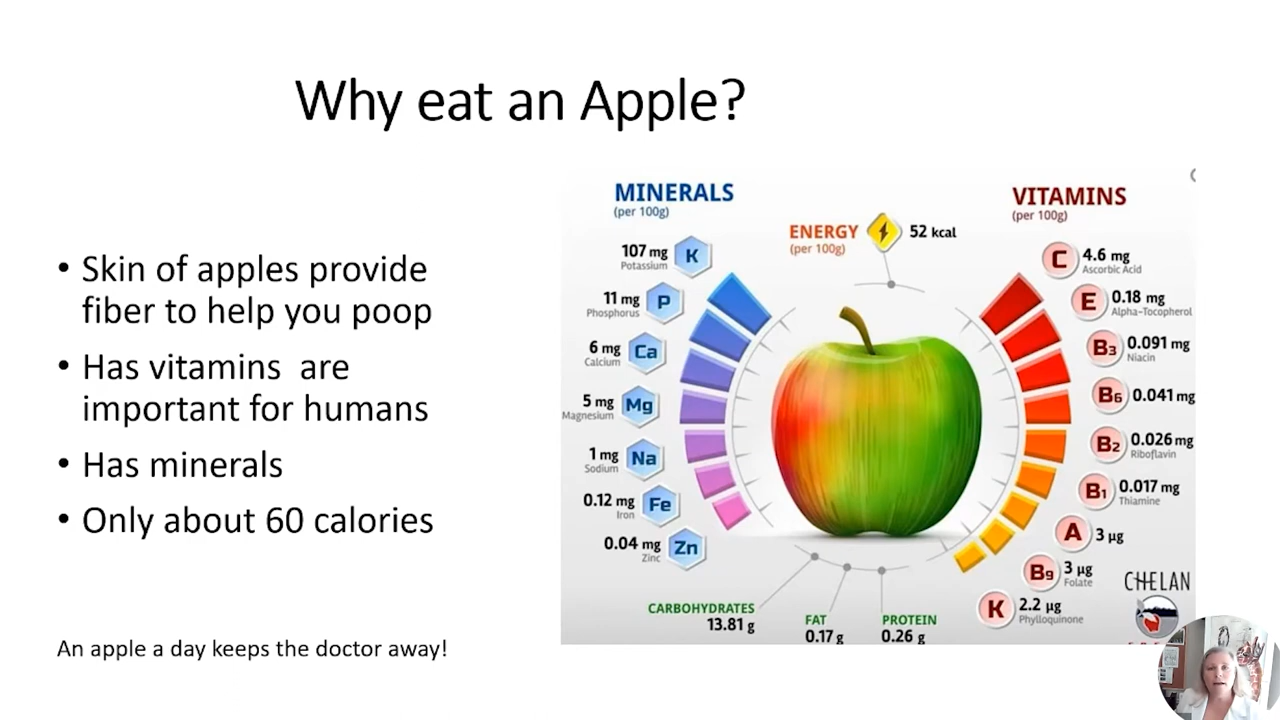 Why eat an Apple?
• Skin of apples provide
fiber to help you poop
• Has vitamins are
important for humans
• Has minerals
• Only about 60 calories
An apple a day keeps the doctor away!
MINERALS
(per 100g)
107 mg K
Potassium
11 mg P
Phosphorus
6 mg Ca
Calcium
5 mg Mg
Magnesium
1 mg Na
Sodium
0.12 mg Fe
Iron
0.04 mg Zn
Zinc
ENERGY 52 kcal
(per 100g)
CARBOHYDRATES
13.81 g
FAT
0.17 g
PROTEIN
0.26 g
VITAMINS
(per 100g)
C 4.6 mg
Ascorbic Acid
E 0.18 mg
Alpha-Tocopherol
B3 0.091 mg
Niacin
B6 0.041 mg
B2 0.026 mg
Riboflavin
B1 0.017 mg
Thiamine
A 3 µg
B9 3 µg
Folate
K 2.2 µg
Phylloquinone
CHELAN